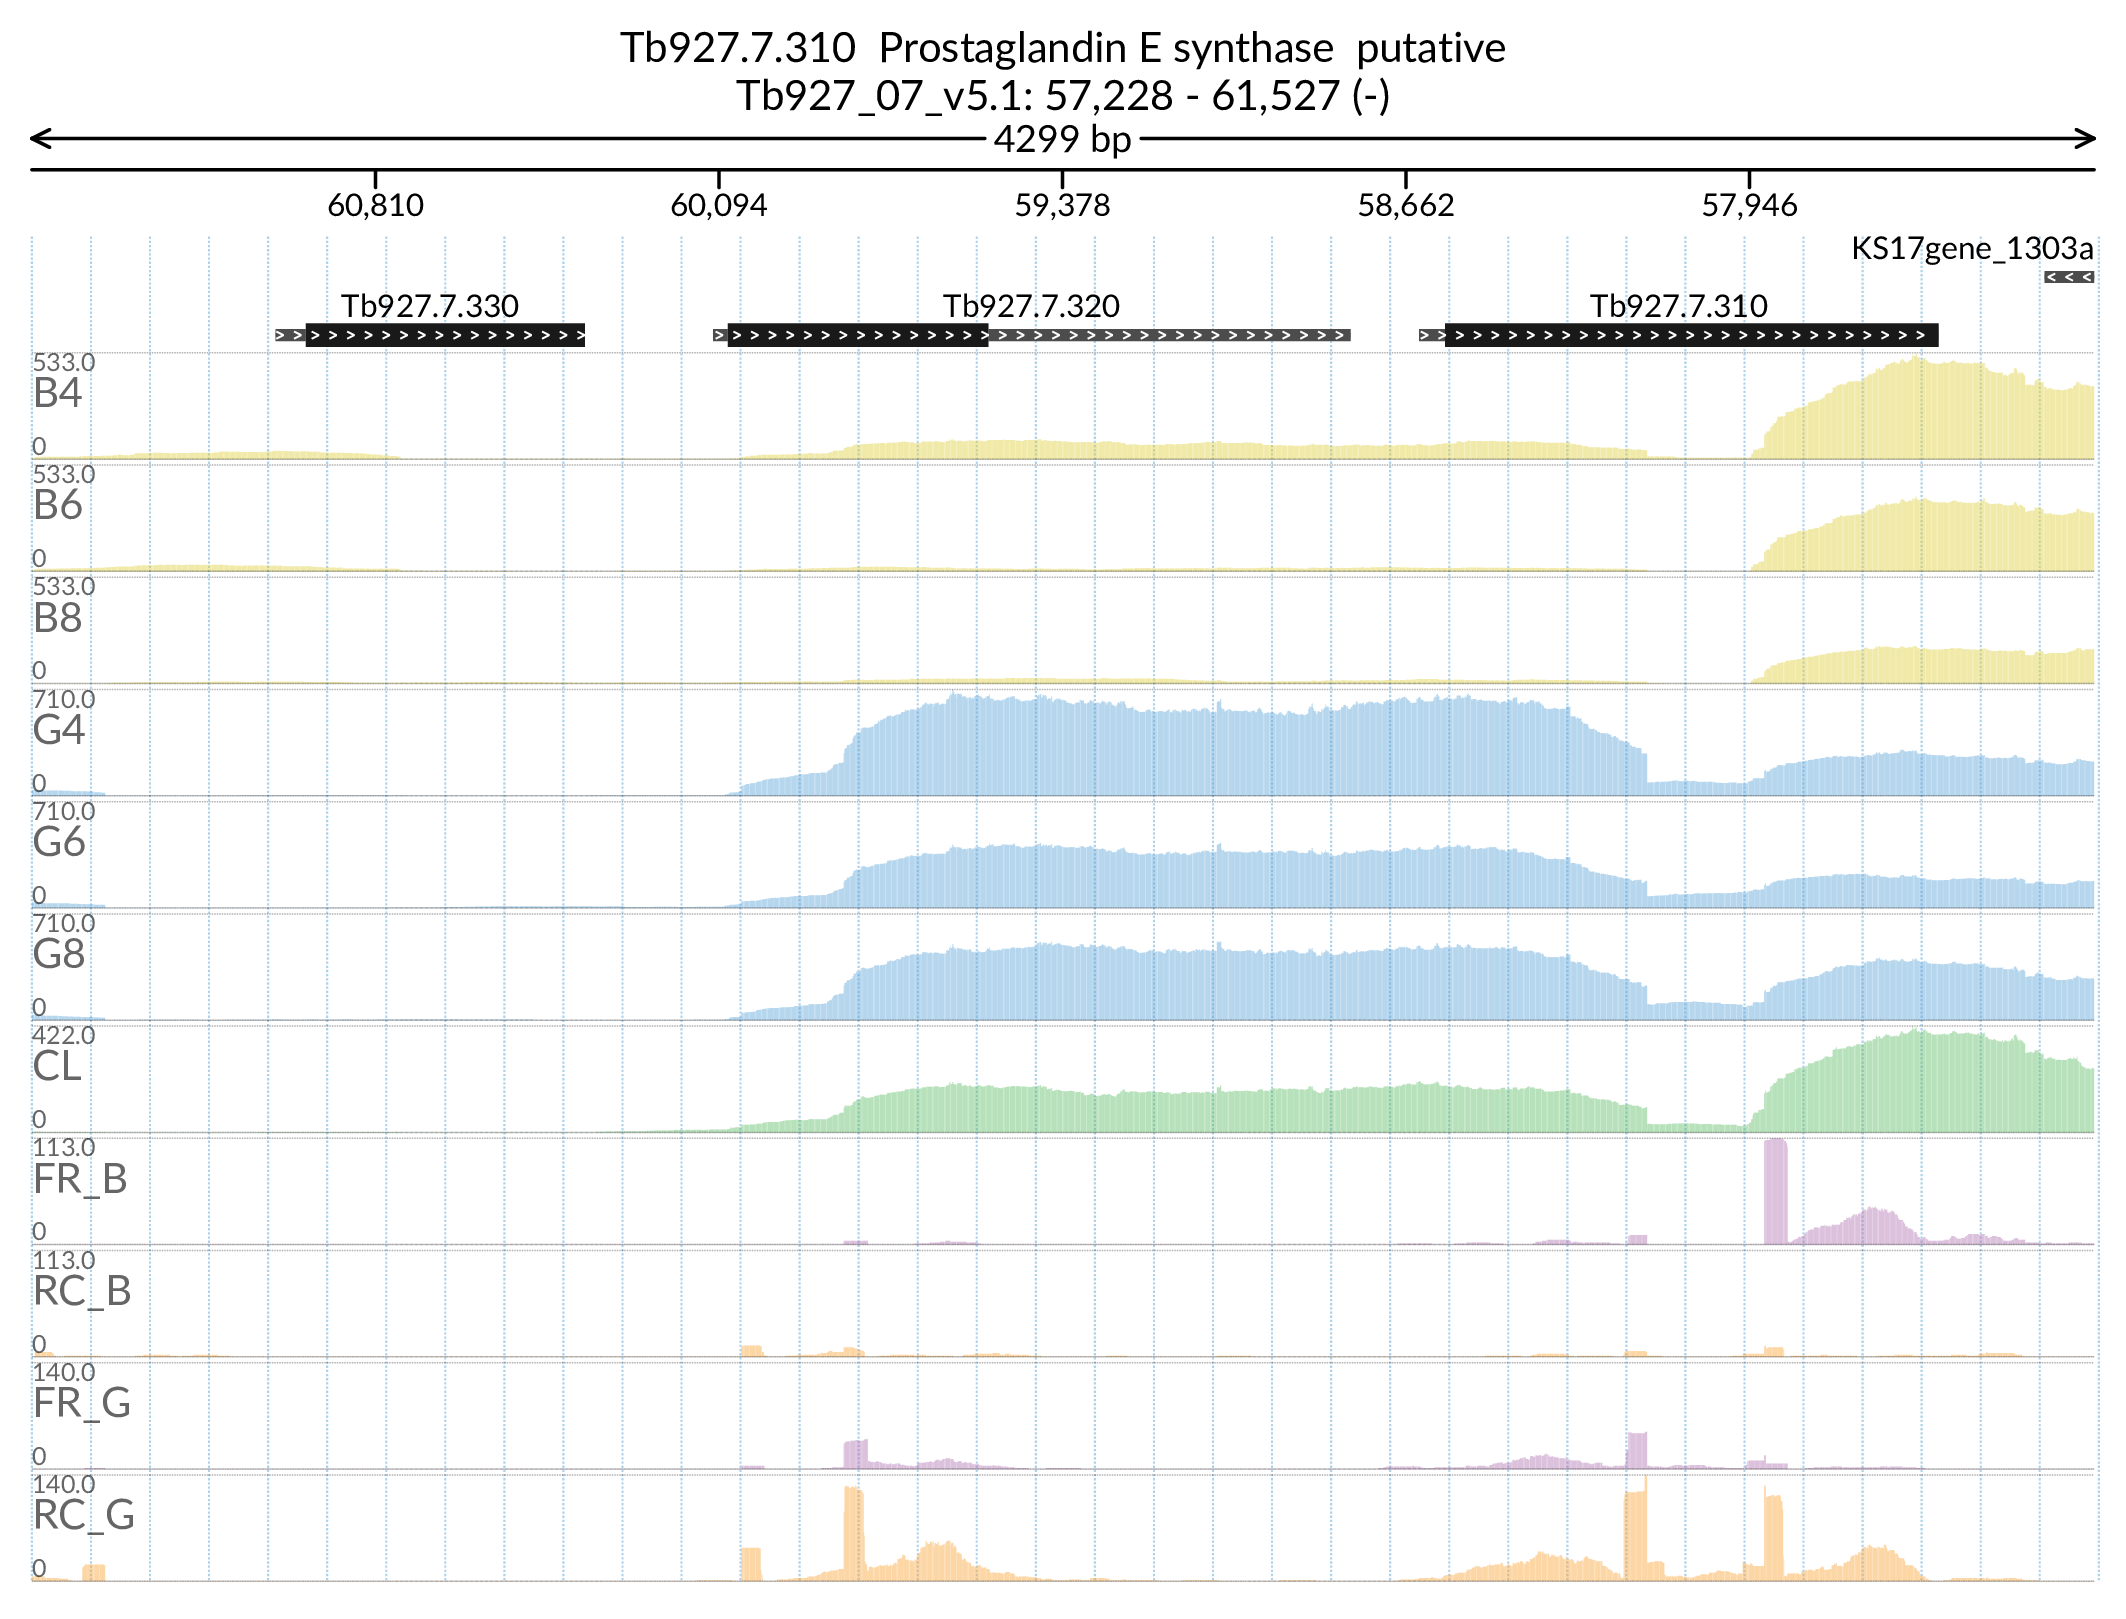 Tb927.7.310  Prostaglandin E synthase  putative
Tb927_07_v5.1: 57,228 - 61,527 (-)
4299 bp
60,810 60,094 59,378 58,662 57,946
KS17gene_1303a
Tb927.7.330 Tb927.7.320 Tb927.7.310
533.0
B4
0
533.0
B6
0
533.0
B8
0
710.0
G4
0
710.0
G6
0
710.0
G8
0
422.0
CL
0
113.0
FR_B
0
113.0
RC_B
0
140.0
FR_G
0
140.0
RC_G
0